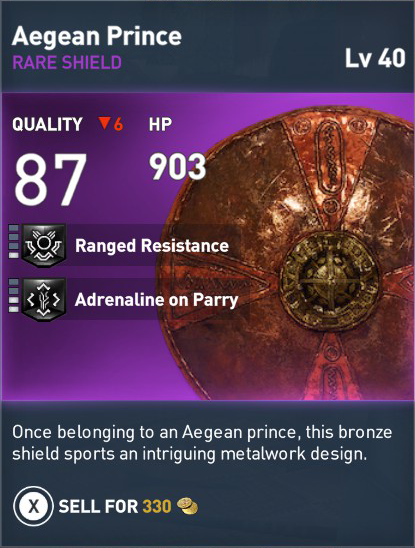 Aegean Prince
RARE SHIELD
Lv 40
QUALITY ▼6 HP
87 903
Ranged Resistance
Adrenaline on Parry
Once belonging to an Aegean prince, this bronze
shield sports an intriguing metalwork design.
X SELL FOR 330